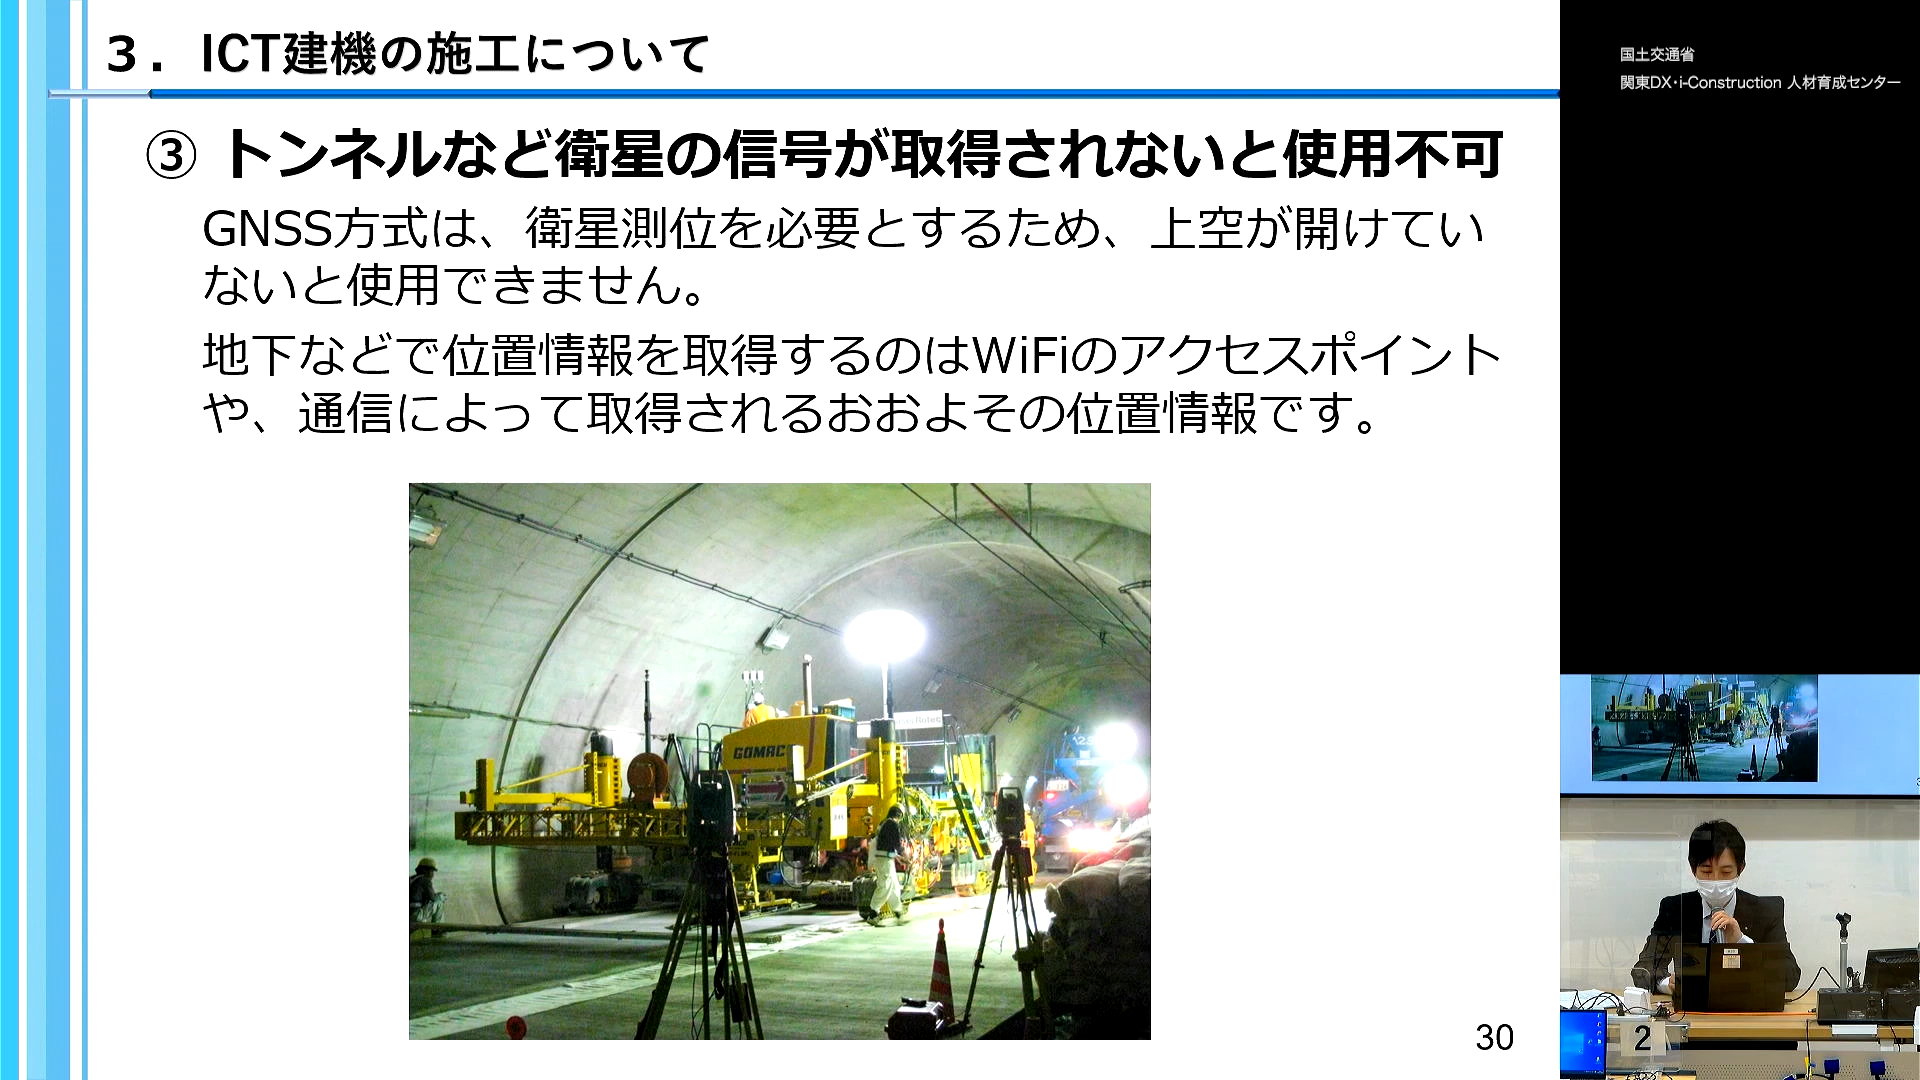 3．ICT建機の施工について
③ トンネルなど衛星の信号が取得されないと使用不可
GNSS方式は、衛星測位を必要とするため、上空が開けてい
ないと使用できません。
地下などで位置情報を取得するのはWiFiのアクセスポイント
や、通信によって取得されるおおよその位置情報です。
GOMACO
30
国土交通省
関東DX・i-Construction 人材育成センター
2